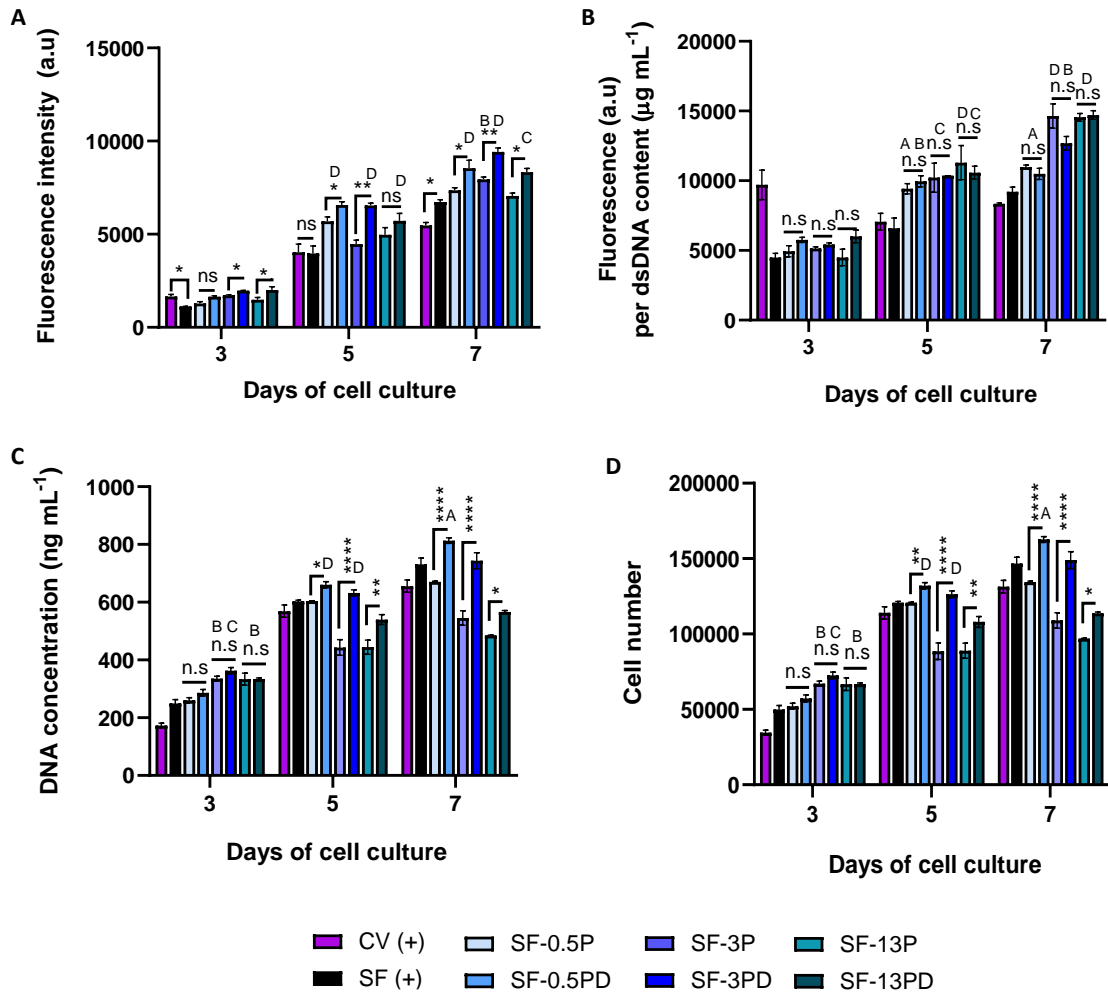 A
Fluorescence intensity (a.u)
15000
10000
5000
0
* ns * *
ns D * ** D ns D
* * D B ** D * C
3 5 7
Days of cell culture
B
Fluorescence (a.u)
per dsDNA content (µg mL⁻¹)
20000
15000
10000
5000
0
n.s n.s n.s
A B n.s C n.s D C n.s
A n.s D B n.s D n.s
3 5 7
Days of cell culture
C
DNA concentration (ng mL⁻¹)
1000
800
600
400
200
0
n.s B C n.s B n.s
* D **** D **
**** A **** *
3 5 7
Days of cell culture
D
Cell number
200000
150000
100000
50000
0
n.s B C n.s B n.s
** D **** D **
**** A **** *
3 5 7
Days of cell culture
CV (+) SF-0.5P SF-3P SF-13P
SF (+) SF-0.5PD SF-3PD SF-13PD